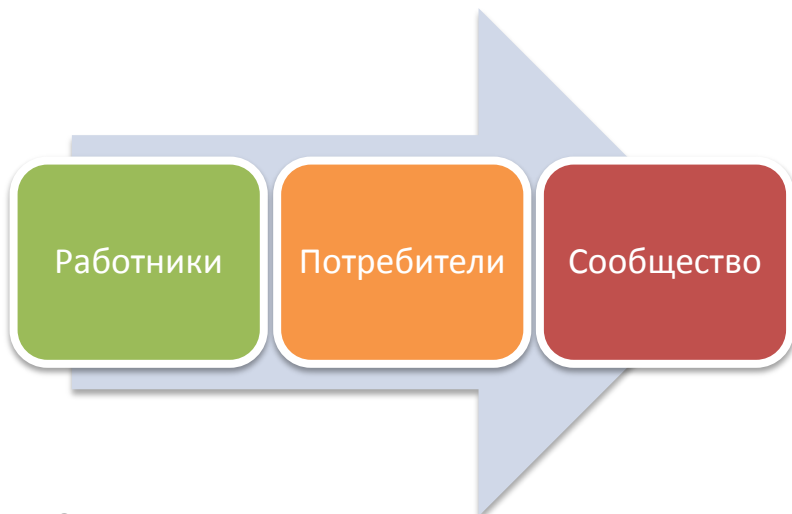 Работники
Потребители
Сообщество